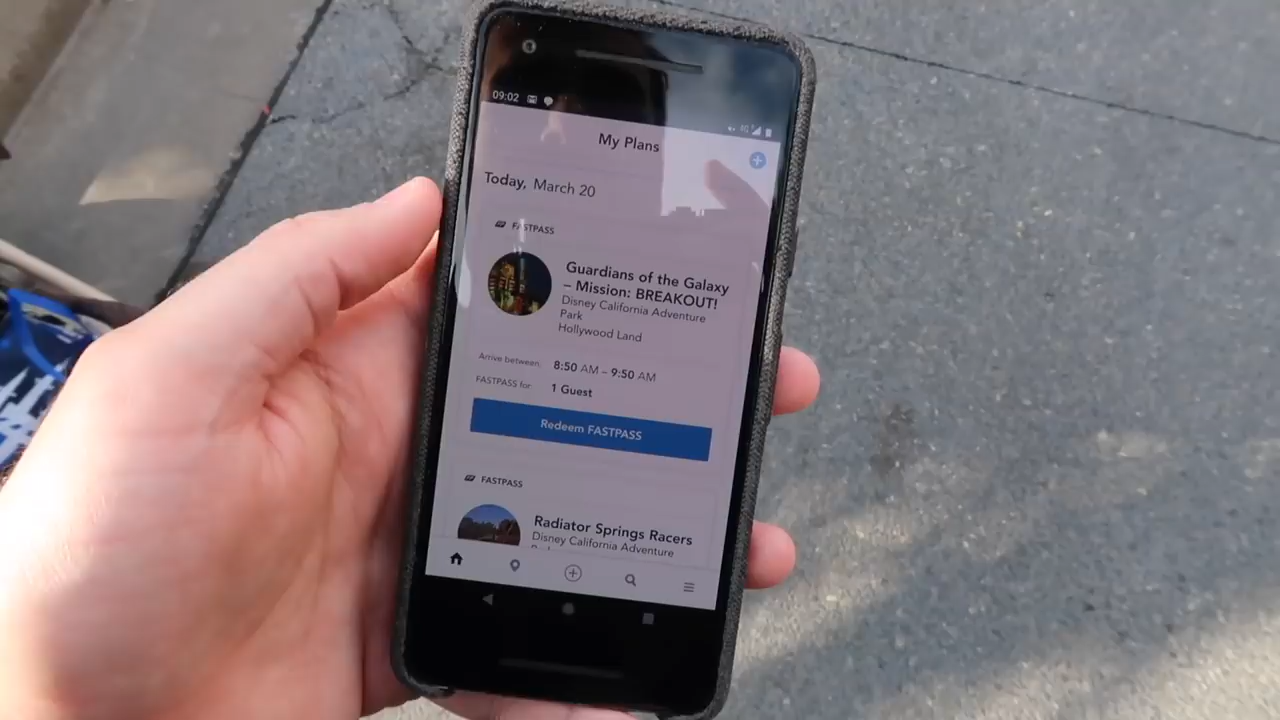 09:02
My Plans
Today, March 20
FASTPASS
Guardians of the Galaxy
– Mission: BREAKOUT!
Disney California Adventure
Park
Hollywood Land
Arrive between: 8:50 AM – 9:50 AM
FASTPASS for: 1 Guest
Redeem FASTPASS
FASTPASS
Radiator Springs Racers
Disney California Adventure